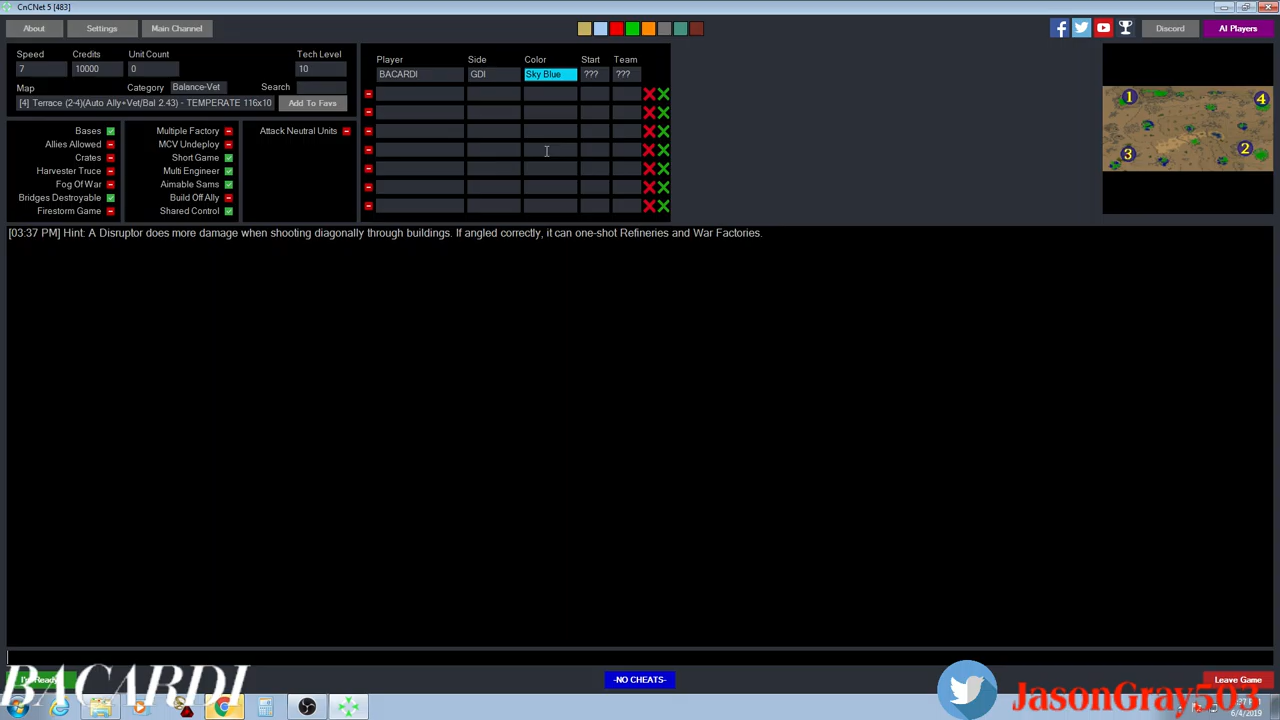 CnCNet 5 [483]
About
Settings
Main Channel
Discord
AI Players
Speed
Credits
Unit Count
Tech Level
7
10000
0
10
Map
Category
Balance-Vet
Search
[4] Terrace (2-4)(Auto Ally+Vet/Bal 2.43) - TEMPERATE 116x10
Add To Favs
Player
Side
Color
Start
Team
BACARDI
GDI
Sky Blue
???
???
Bases
Allies Allowed
Crates
Harvester Truce
Fog Of War
Bridges Destroyable
Firestorm Game
Multiple Factory
MCV Undeploy
Short Game
Multi Engineer
Aimable Sams
Build Off Ally
Shared Control
Attack Neutral Units
1
4
3
2
[03:37 PM] Hint: A Disruptor does more damage when shooting diagonally through buildings. If angled correctly, it can one-shot Refineries and War Factories.
I'm Ready
BACARDI
-NO CHEATS-
Leave Game
JasonGray503
6/4/2019